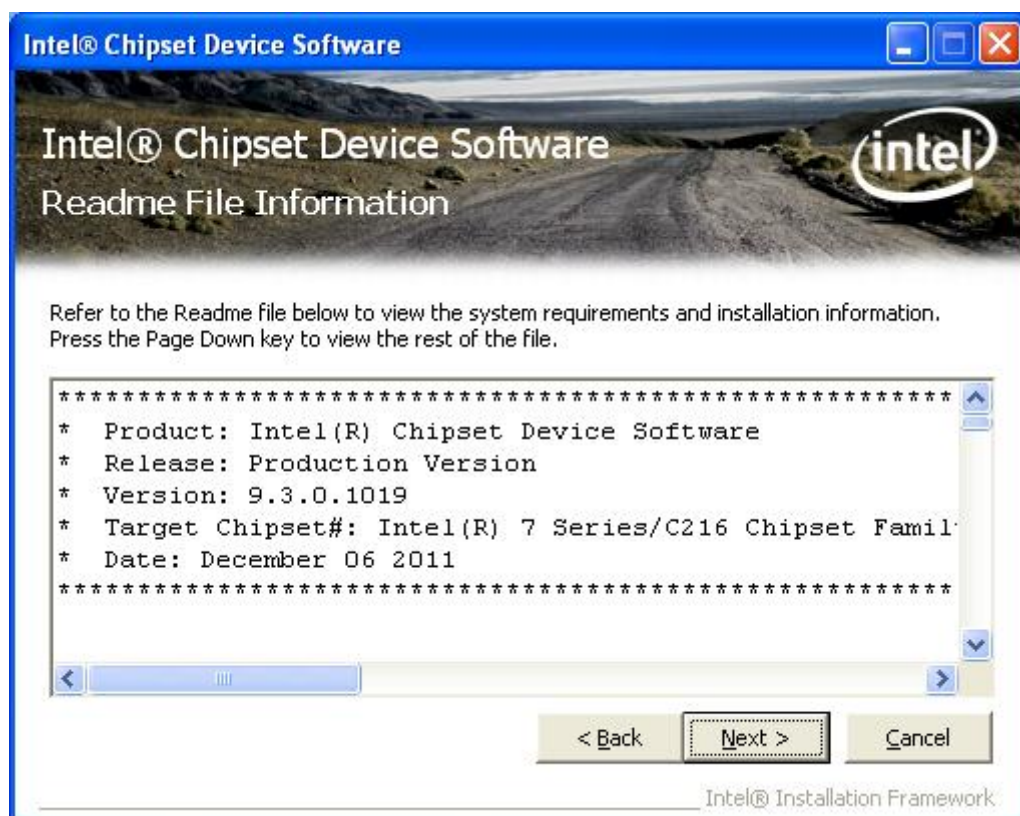 Intel® Chipset Device Software
Intel® Chipset Device Software
intel
Readme File Information
Refer to the Readme file below to view the system requirements and installation information.
Press the Page Down key to view the rest of the file.
********************************************************
* Product: Intel(R) Chipset Device Software
* Release: Production Version
* Version: 9.3.0.1019
* Target Chipset#: Intel(R) 7 Series/C216 Chipset Famil
* Date: December 06 2011
********************************************************
< Back Next > Cancel
Intel® Installation Framework